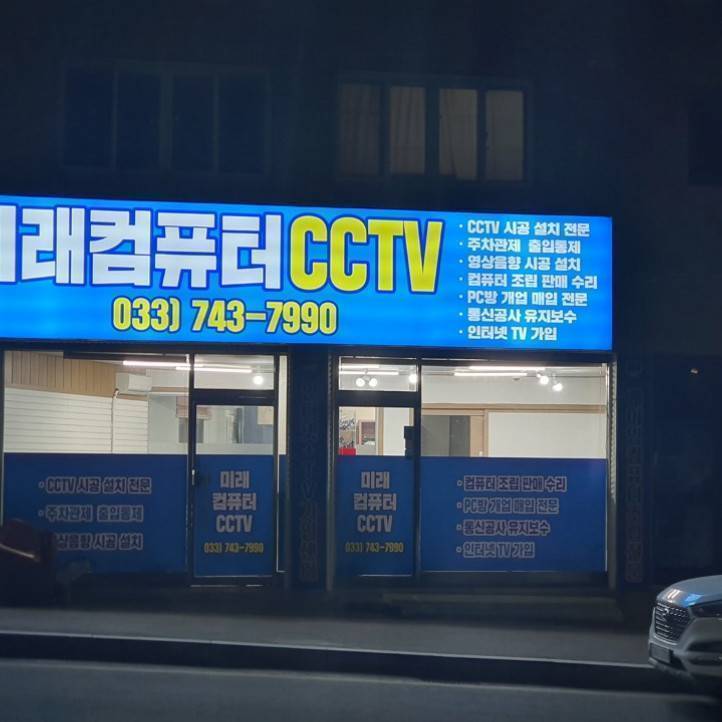 미래컴퓨터CCTV
033) 743-7990
· CCTV 시공 설치 전문
· 주차관제 출입통제
· 영상음향 시공 설치
· 컴퓨터 조립 판매 수리
· PC방 개업 매입 전문
· 통신공사 유지보수
· 인터넷 TV 가입
· CCTV 시공 설치 전문
· 주차관제 출입통제
영상음향 시공 설치
미래
컴퓨터
CCTV
033) 743-7990
미래
컴퓨터
CCTV
033) 743-7990
· 컴퓨터 조립 판매 수리
· PC방 개업 매입 전문
· 통신공사 유지보수
· 인터넷 TV 가입